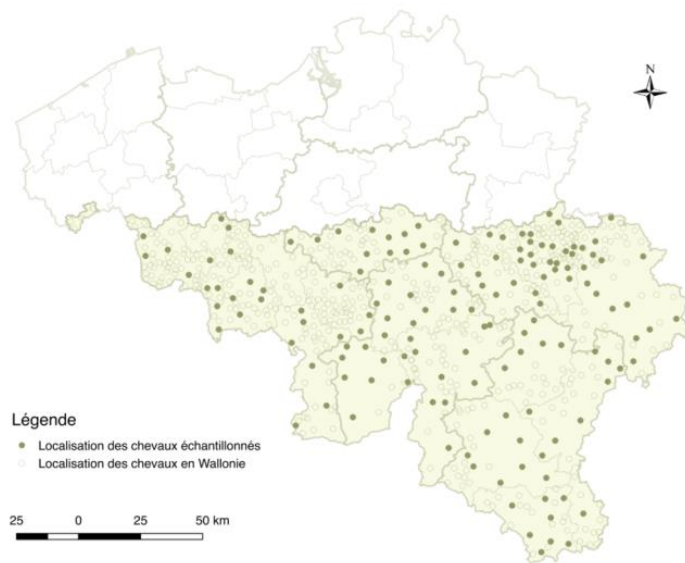 N
Légende
Localisation des chevaux échantillonnés
Localisation des chevaux en Wallonie
25 0 25 50 km